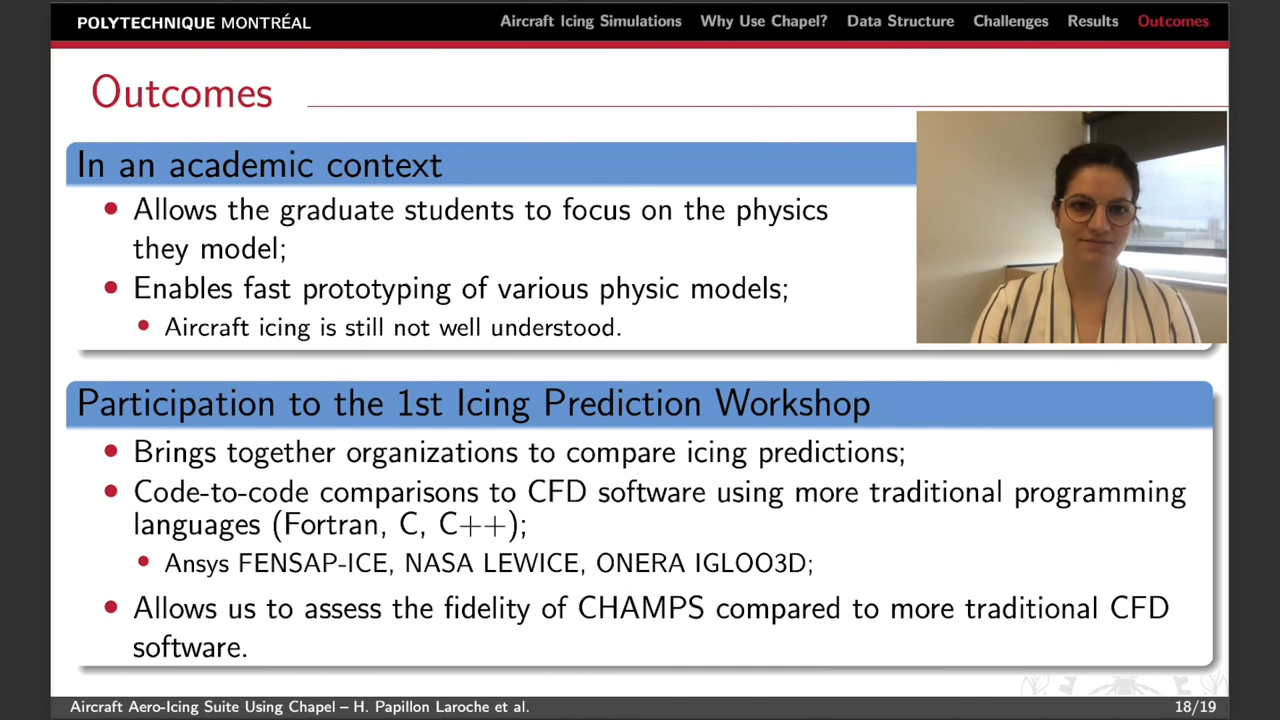 POLYTECHNIQUE MONTRÉAL
Aircraft Icing Simulations Why Use Chapel? Data Structure Challenges Results Outcomes
Outcomes
In an academic context
Allows the graduate students to focus on the physics
they model;
Enables fast prototyping of various physic models;
Aircraft icing is still not well understood.
Participation to the 1st Icing Prediction Workshop
Brings together organizations to compare icing predictions;
Code-to-code comparisons to CFD software using more traditional programming
languages (Fortran, C, C++);
Ansys FENSAP-ICE, NASA LEWICE, ONERA IGLOO3D;
Allows us to assess the fidelity of CHAMPS compared to more traditional CFD
software.
Aircraft Aero-Icing Suite Using Chapel – H. Papillon Laroche et al. 18/19